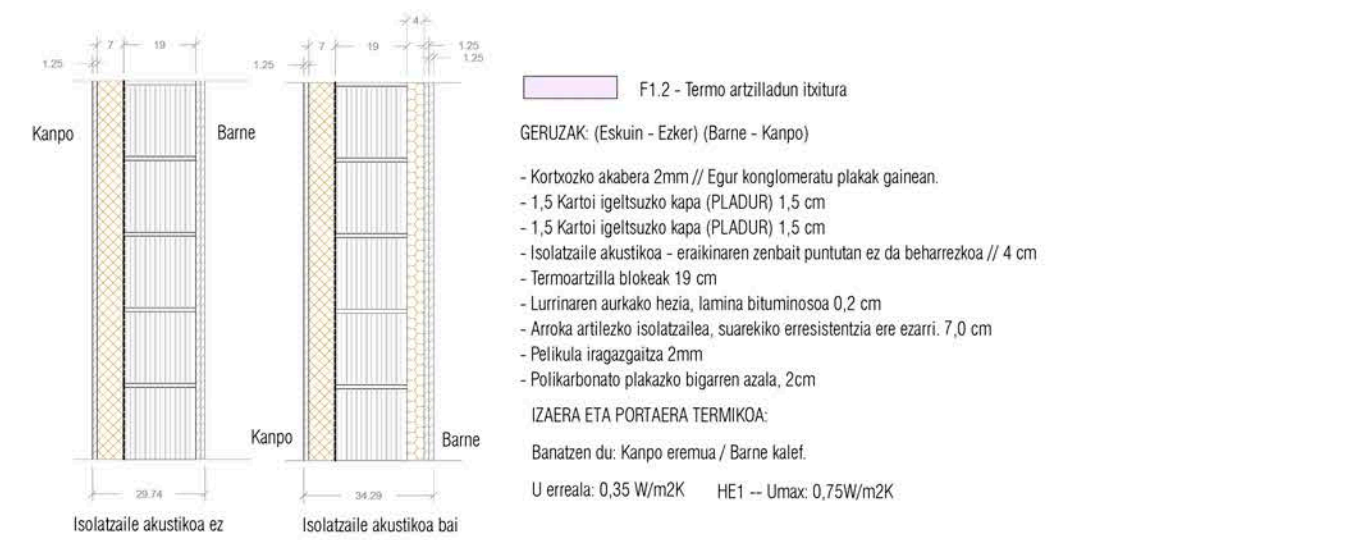 4
7
19
1.25
7
19
1.25
1.25
1.25
Kanpo
Barne
Kanpo
Barne
29.74
34.29
Isolatzaile akustikoa ez
Isolatzaile akustikoa bai
F1.2 - Termo artzilladun itxitura
GERUZAK: (Eskuin - Ezker) (Barne - Kanpo)
- Kortxozko akabera 2mm // Egur konglomeratu plakak gainean.
- 1,5 Kartoi igeltsuzko kapa (PLADUR) 1,5 cm
- 1,5 Kartoi igeltsuzko kapa (PLADUR) 1,5 cm
- Isolatzaile akustikoa - eraikinaren zenbait puntutan ez da beharrezkoa // 4 cm
- Termoartzilla blokeak 19 cm
- Lurrinaren aurkako hezia, lamina bituminosoa 0,2 cm
- Arroka artilezko isolatzailea, suarekiko erresistentzia ere ezarri. 7,0 cm
- Pelikula iragazgaitza 2mm
- Polikarbonato plakazko bigarren azala, 2cm
IZAERA ETA PORTAERA TERMIKOA:
Banatzen du: Kanpo eremua / Barne kalef.
U erreala: 0,35 W/m2K HE1 -- Umax: 0,75W/m2K